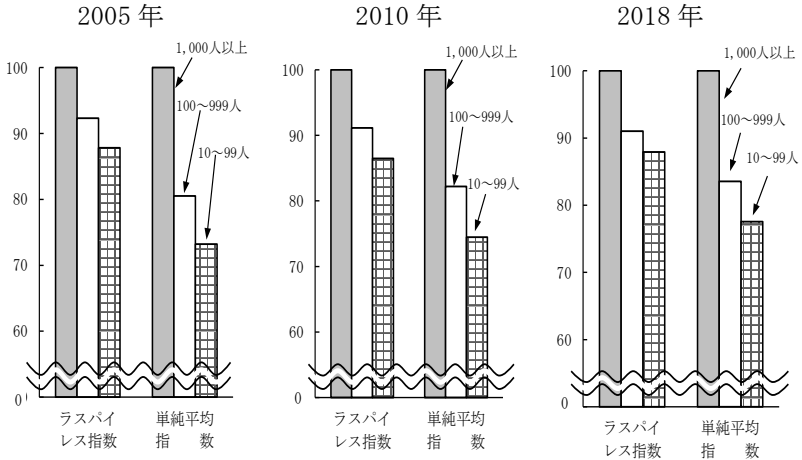 2005 年
1,000人以上
100～999人
10～99人
100
90
80
70
60
0
ラスパイ
レス指数
単純平均
指　　数
2010 年
1,000人以上
100～999人
10～99人
100
90
80
70
60
0
ラスパイ
レス指数
単純平均
指　　数
2018 年
1,000人以上
100～999人
10～99人
100
90
80
70
60
0
ラスパイ
レス指数
単純平均
指　　数